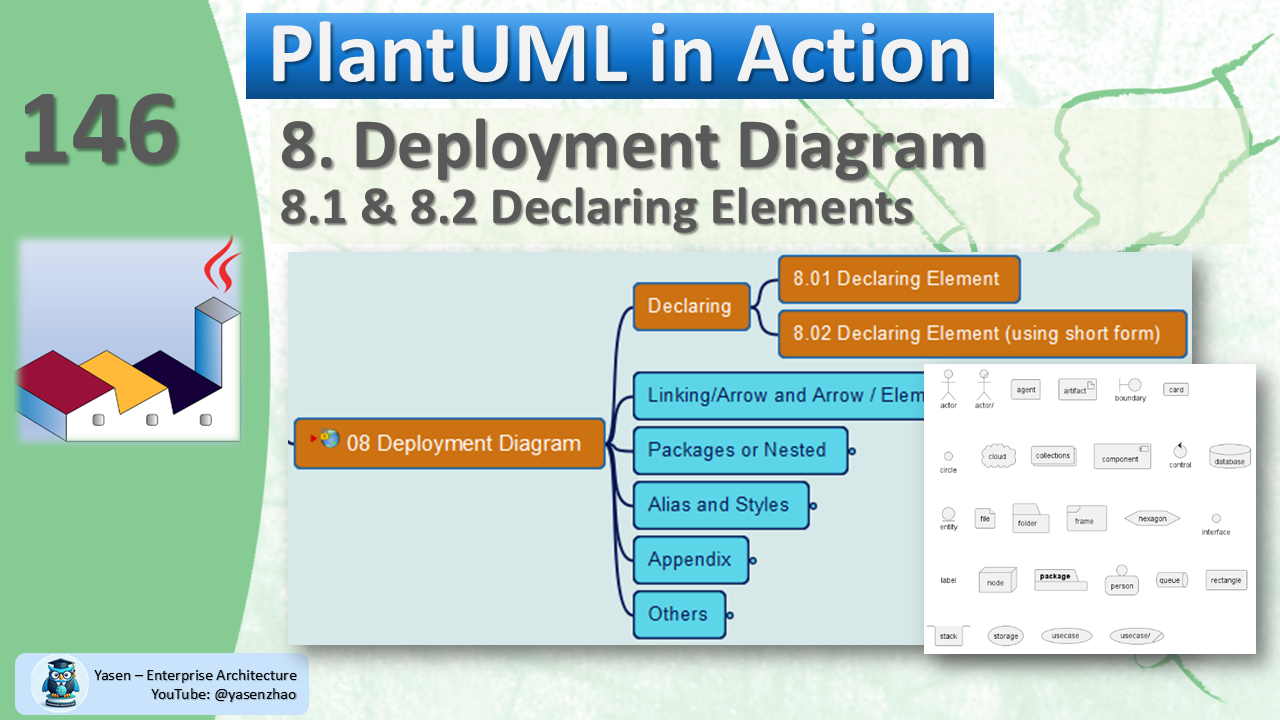 PlantUML in Action
146
8. Deployment Diagram
8.1 & 8.2 Declaring Elements
08 Deployment Diagram
Declaring
8.01 Declaring Element
8.02 Declaring Element (using short form)
Linking/Arrow and Arrow / Elem
Packages or Nested
Alias and Styles
Appendix
Others
actor
actor/
agent
artifact
boundary
card
circle
cloud
collections
component
control
database
entity
file
folder
frame
hexagon
interface
label
node
package
person
queue
rectangle
stack
storage
usecase
usecase/
Yasen – Enterprise Architecture
YouTube: @yasenzhao